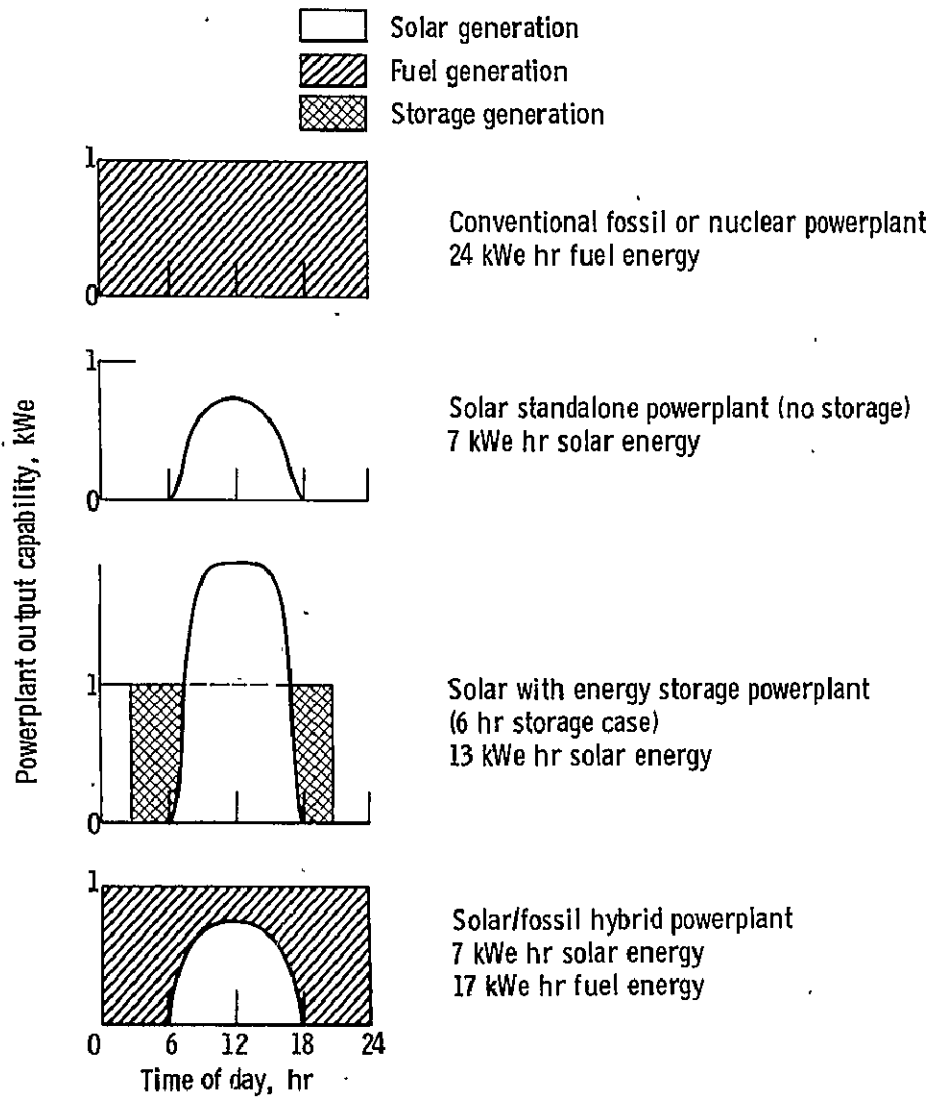 Solar generation
Fuel generation
Storage generation
1
0
Conventional fossil or nuclear powerplant
24 kWe hr fuel energy
1
0
Solar standalone powerplant (no storage)
7 kWe hr solar energy
Powerplant output capability, kWe
1
0
Solar with energy storage powerplant
(6 hr storage case)
13 kWe hr solar energy
1
Solar/fossil hybrid powerplant
7 kWe hr solar energy
17 kWe hr fuel energy
0 6 12 18 24
Time of day, hr